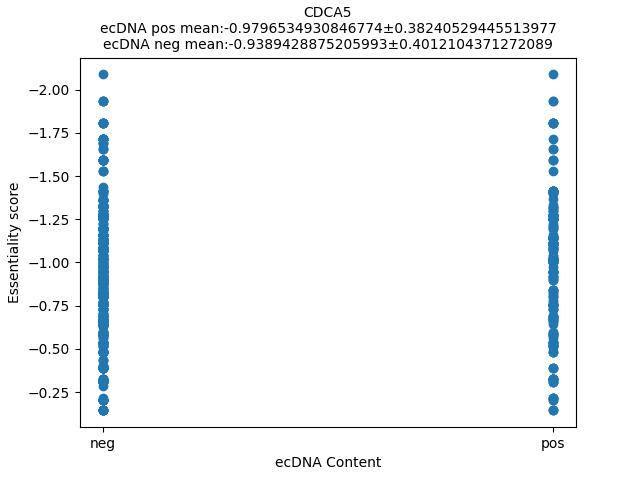 CDCA5
ecDNA pos mean:-0.9796534930846774±0.38240529445513977
ecDNA neg mean:-0.9389428875205993±0.4012104371272089
−2.00
−1.75
−1.50
−1.25
−1.00
−0.75
−0.50
−0.25
Essentiality score
neg
pos
ecDNA Content